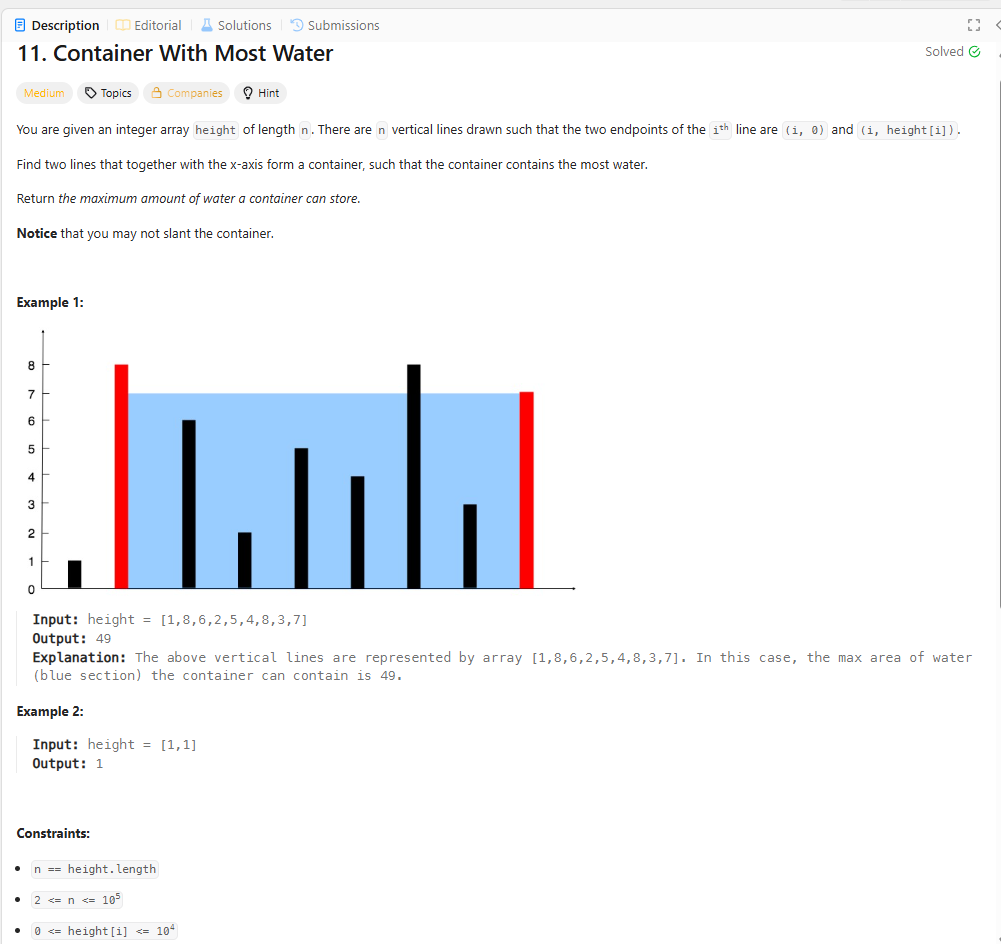 Description Editorial Solutions Submissions
11. Container With Most Water
Solved
Medium Topics Companies Hint
You are given an integer array height of length n. There are n vertical lines drawn such that the two endpoints of the iᵗʰ line are (i, 0) and (i, height[i]).
Find two lines that together with the x-axis form a container, such that the container contains the most water.
Return the maximum amount of water a container can store.
Notice that you may not slant the container.
Example 1:
8
7
6
5
4
3
2
1
0
Input: height = [1,8,6,2,5,4,8,3,7]
Output: 49
Explanation: The above vertical lines are represented by array [1,8,6,2,5,4,8,3,7]. In this case, the max area of water
(blue section) the container can contain is 49.
Example 2:
Input: height = [1,1]
Output: 1
Constraints:
n == height.length
2 <= n <= 10⁵
0 <= height[i] <= 10⁴